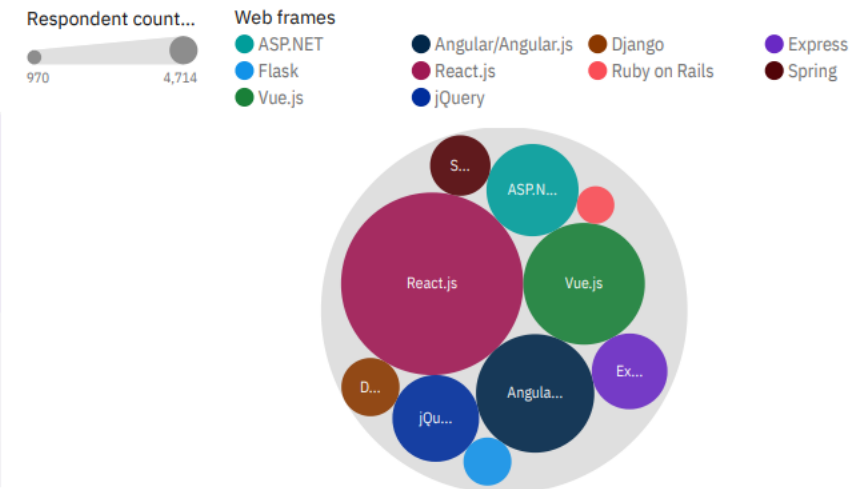 Respondent count...
970 4,714
Web frames
ASP.NET Angular/Angular.js Django Express
Flask React.js Ruby on Rails Spring
Vue.js jQuery
S...
ASP.N...
React.js
Vue.js
Ex...
D...
Angula...
jQu...